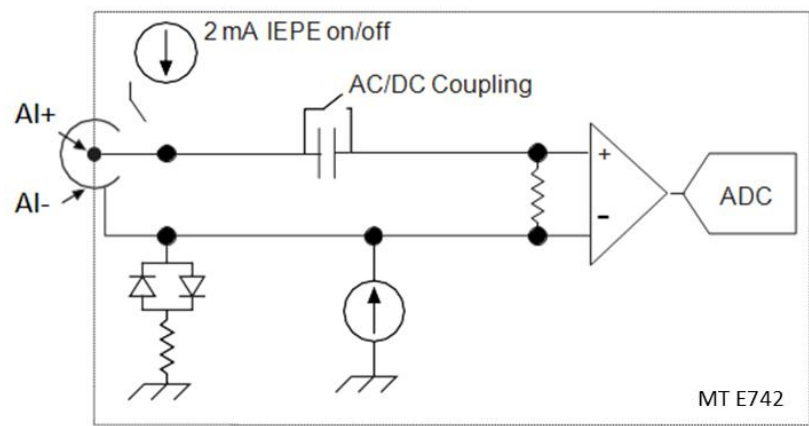 2 mA IEPE on/off
AC/DC Coupling
AI+
AI-
+
-
ADC
MT E742